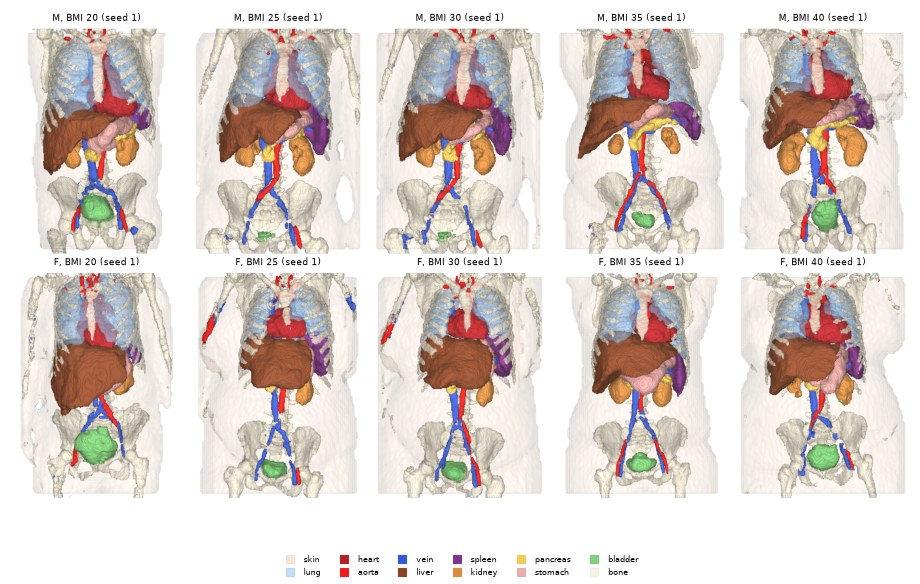 M, BMI 20 (seed 1) M, BMI 25 (seed 1) M, BMI 30 (seed 1) M, BMI 35 (seed 1) M, BMI 40 (seed 1)
F, BMI 20 (seed 1) F, BMI 25 (seed 1) F, BMI 30 (seed 1) F, BMI 35 (seed 1) F, BMI 40 (seed 1)
skin heart vein spleen pancreas bladder
lung aorta liver kidney stomach bone